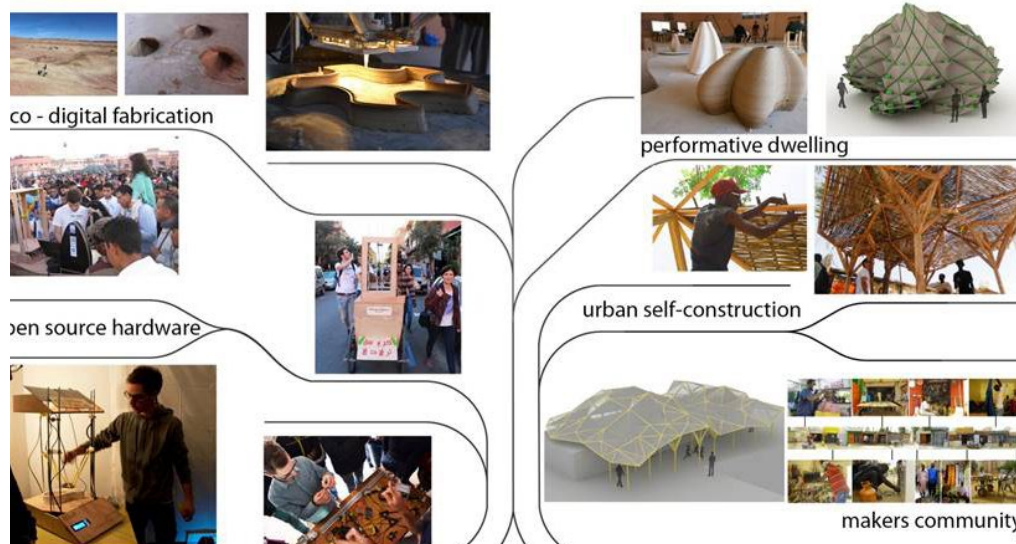 co - digital fabrication
performative dwelling
urban self-construction
pen source hardware
makers community